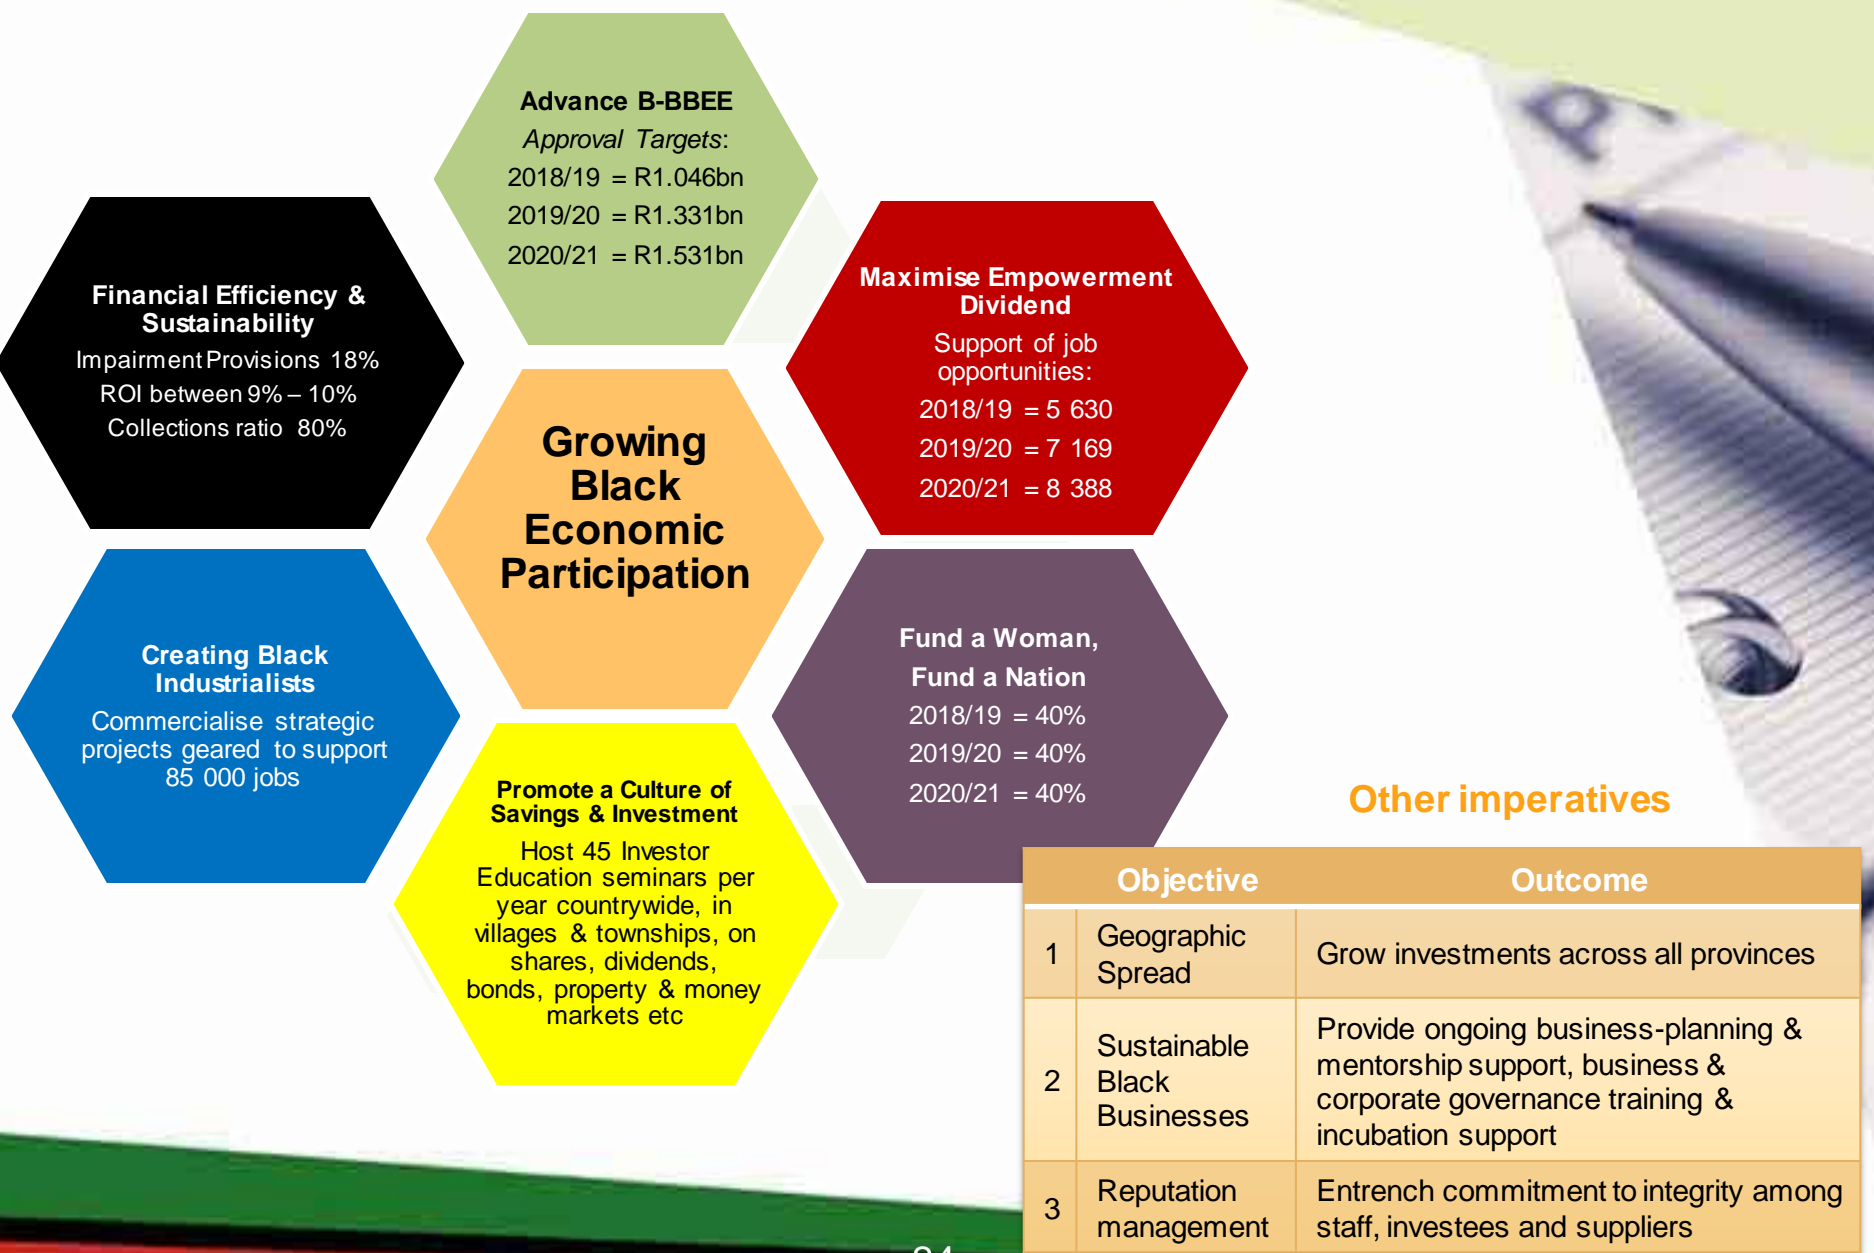 Advance B-BBEE
Approval Targets:
2018/19 = R1.046bn
2019/20 = R1.331bn
2020/21 = R1.531bn
Financial Efficiency &
Sustainability
Impairment Provisions 18%
ROI between 9% – 10%
Collections ratio 80%
Maximise Empowerment
Dividend
Support of job
opportunities:
2018/19 = 5 630
2019/20 = 7 169
2020/21 = 8 388
Growing
Black
Economic
Participation
Creating Black
Industrialists
Commercialise strategic
projects geared to support
85 000 jobs
Fund a Woman,
Fund a Nation
2018/19 = 40%
2019/20 = 40%
2020/21 = 40%
Promote a Culture of
Savings & Investment
Host 45 Investor
Education seminars per
year countrywide, in
villages & townships, on
shares, dividends,
bonds, property & money
markets etc
Other imperatives
Objective Outcome
1 Geographic
Spread
Grow investments across all provinces
2 Sustainable
Black
Businesses
Provide ongoing business-planning &
mentorship support, business &
corporate governance training &
incubation support
3 Reputation
management
Entrench commitment to integrity among
staff, investees and suppliers